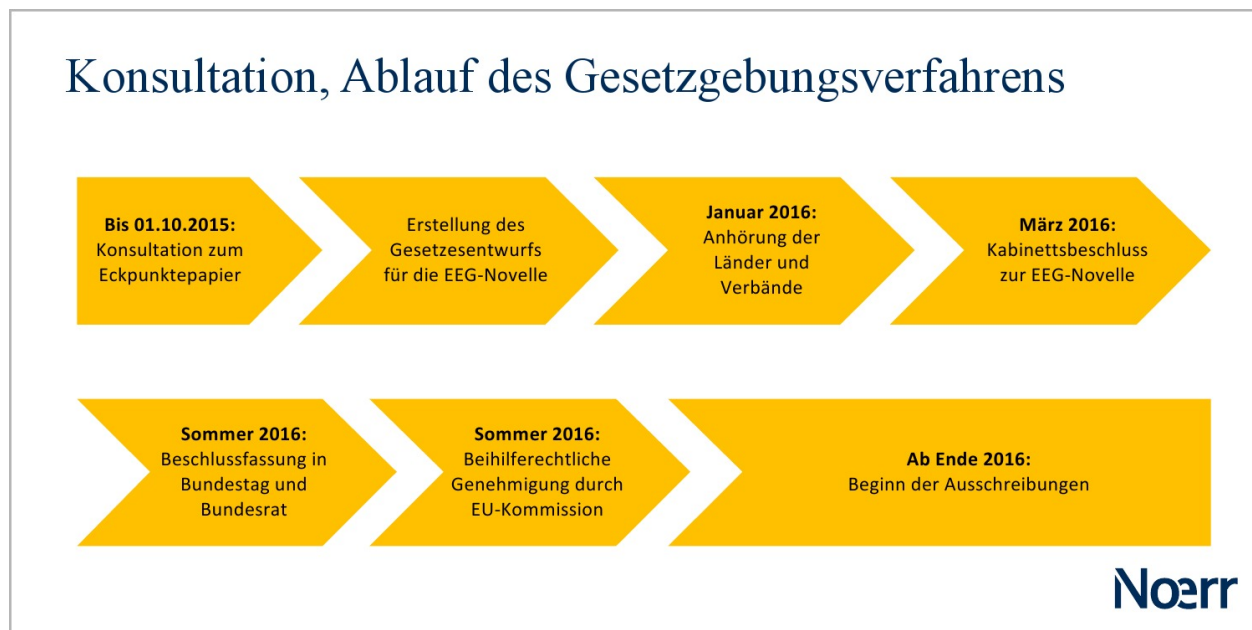 Konsultation, Ablauf des Gesetzgebungsverfahrens
Bis 01.10.2015:
Konsultation zum
Eckpunktepapier
Erstellung des
Gesetzesentwurfs
für die EEG-Novelle
Januar 2016:
Anhörung der
Länder und
Verbände
März 2016:
Kabinettsbeschluss
zur EEG-Novelle
Sommer 2016:
Beschlussfassung in
Bundestag und
Bundesrat
Sommer 2016:
Beihilferechtliche
Genehmigung durch
EU-Kommission
Ab Ende 2016:
Beginn der Ausschreibungen
Noerr